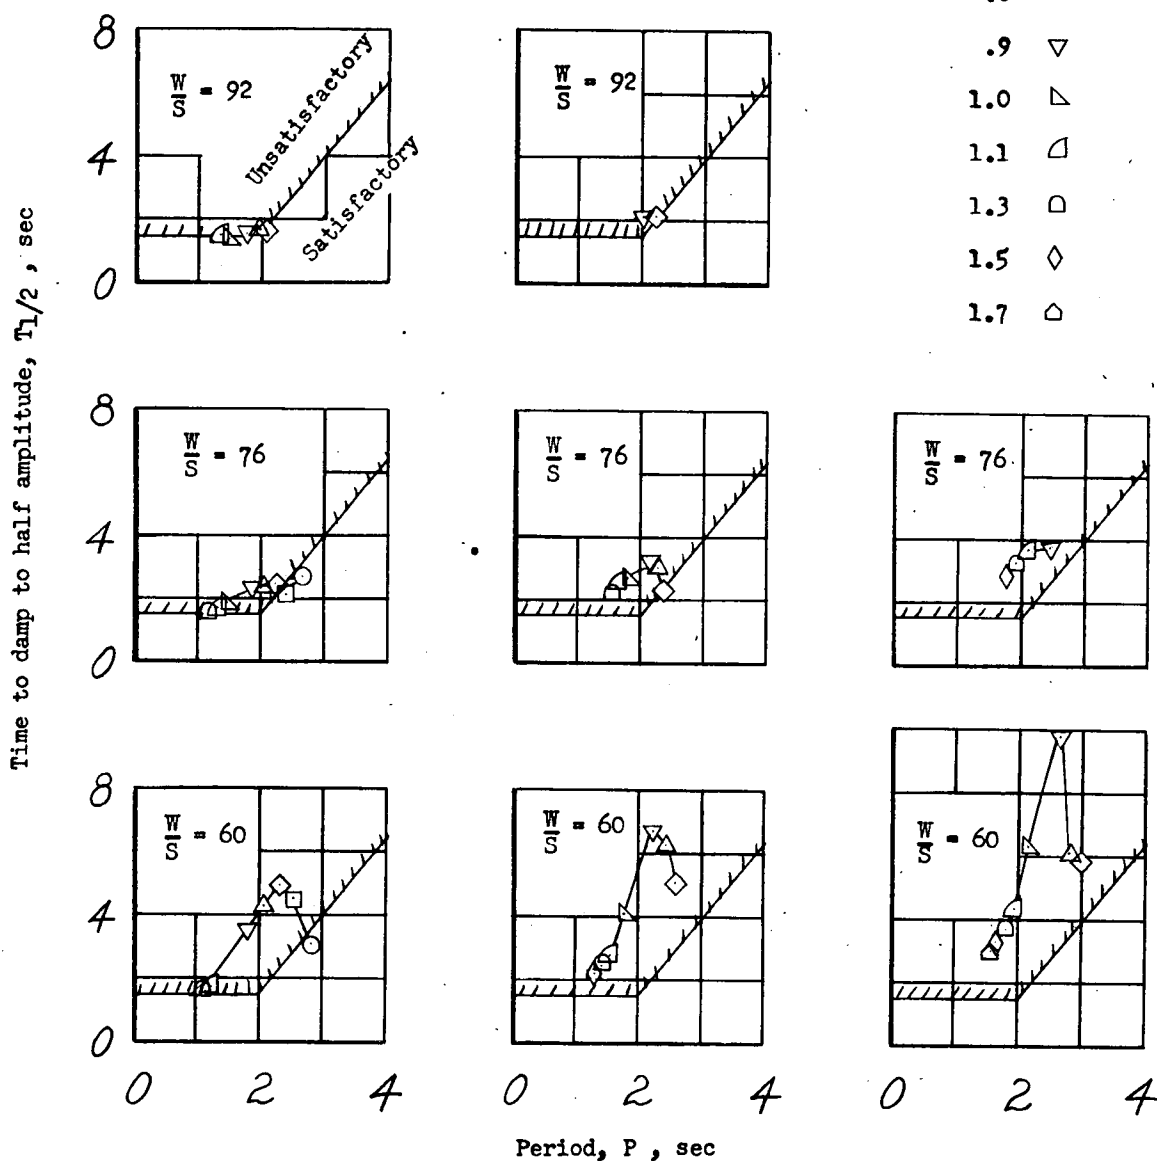 .9
1.0
1.1
1.3
1.5
1.7
8
4
0
W/S = 92
Unsatisfactory
Satisfactory
W/S = 92
Time to damp to half amplitude, T1/2 , sec
8
4
0
W/S = 76
W/S = 76
W/S = 76
8
4
0
W/S = 60
W/S = 60
W/S = 60
0 2 4
0 2 4
0 2 4
Period, P , sec